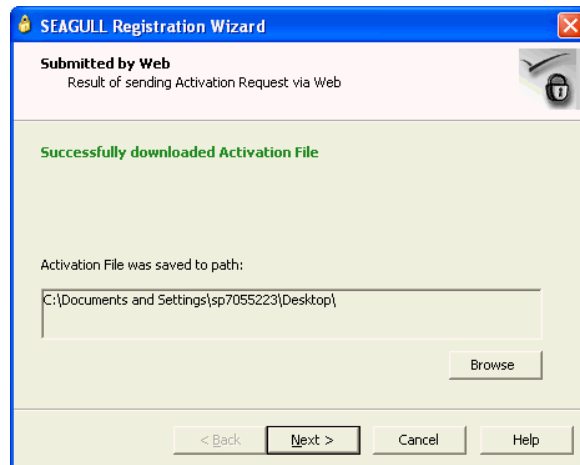 SEAGULL Registration Wizard
Submitted by Web
Result of sending Activation Request via Web
Successfully downloaded Activation File
Activation File was saved to path:
C:\Documents and Settings\sp7055223\Desktop\
Browse
< Back Next > Cancel Help